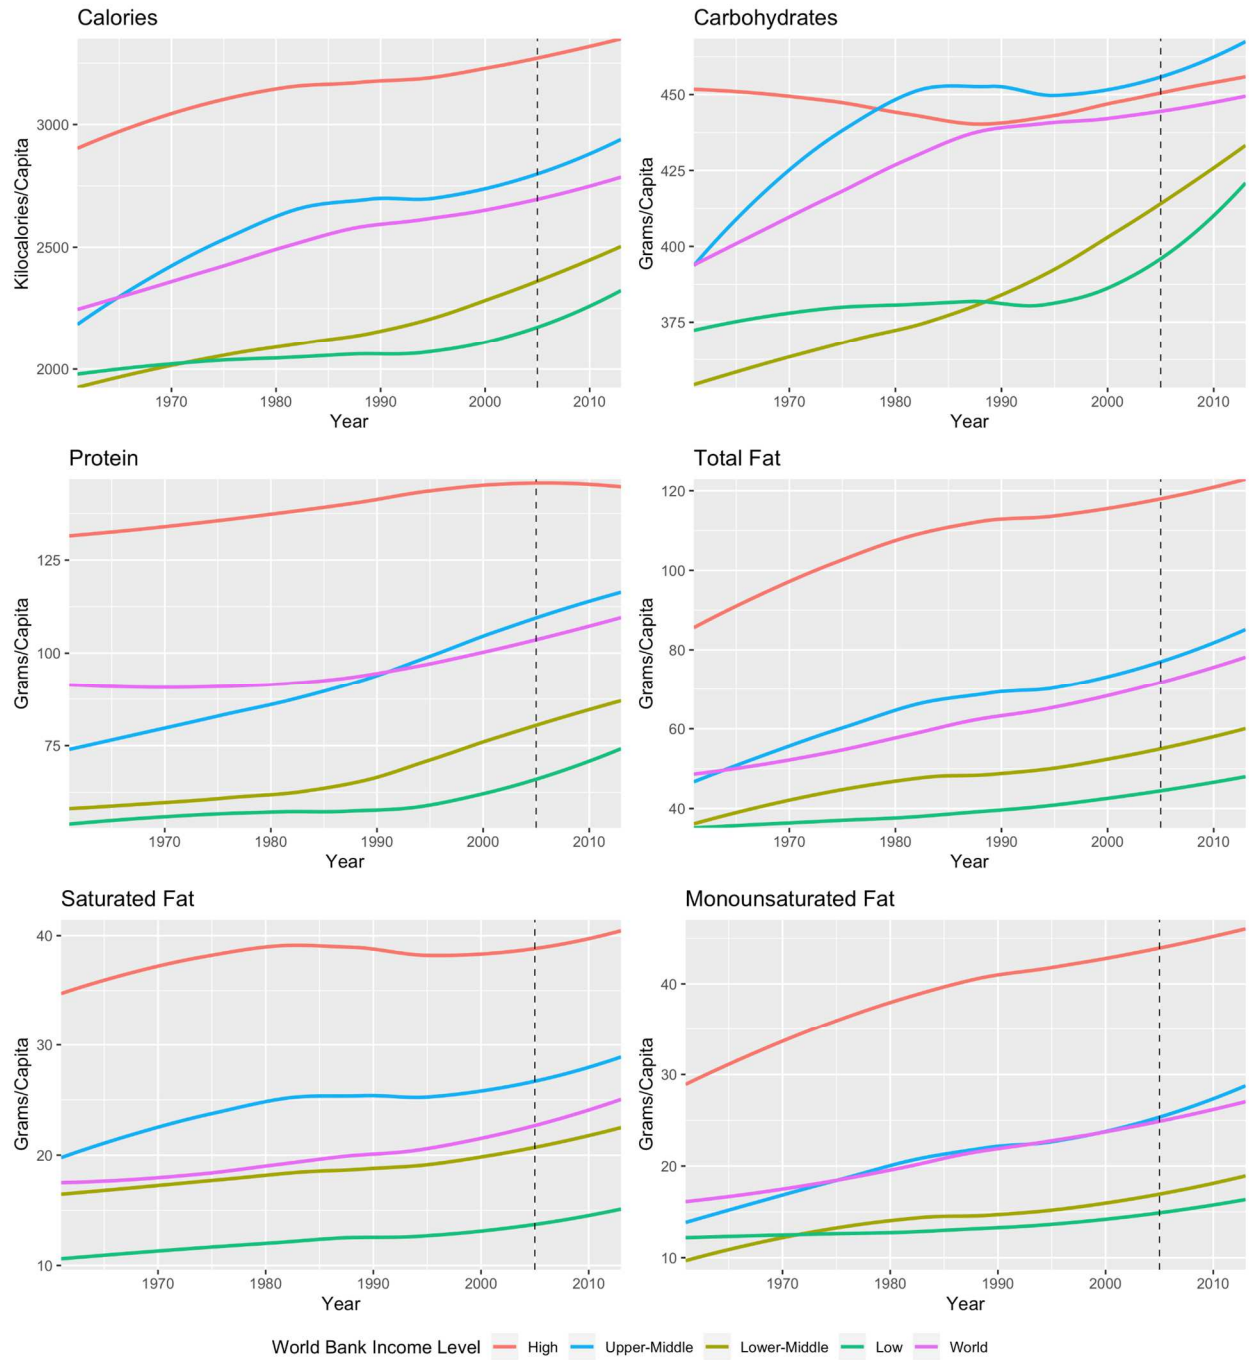 Calories
Kilocalories/Capita
3000
2500
2000
1970 1980 1990 2000 2010
Year
Carbohydrates
Grams/Capita
450
425
400
375
1970 1980 1990 2000 2010
Year
Protein
Grams/Capita
125
100
75
1970 1980 1990 2000 2010
Year
Total Fat
Grams/Capita
120
100
80
60
40
1970 1980 1990 2000 2010
Year
Saturated Fat
Grams/Capita
40
30
20
10
1970 1980 1990 2000 2010
Year
Monounsaturated Fat
Grams/Capita
40
30
20
10
1970 1980 1990 2000 2010
Year
World Bank Income Level High Upper-Middle Lower-Middle Low World